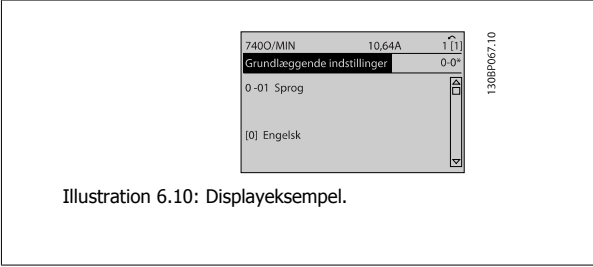 740O/MIN 10,64A 1 [1]
Grundlæggende indstillinger 0-0*
0 -01 Sprog
[0] Engelsk
130BP067.10
Illustration 6.10: Displayeksempel.